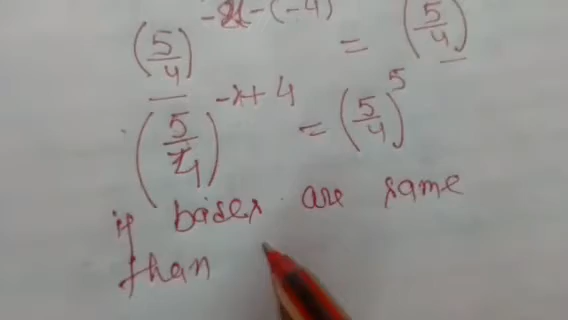 (5/4)^{-x-(-4)} = (5/4)
(5/4)^{-x+4} = (5/4)^5
if bases are same
than